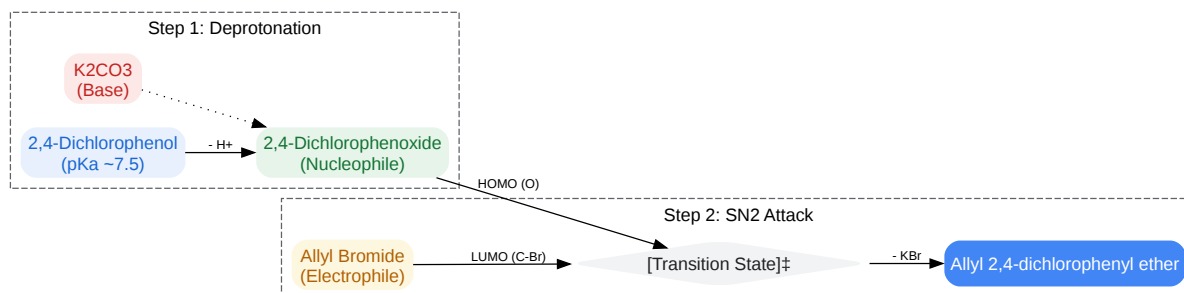 Step 1: Deprotonation
K2CO3
(Base)
2,4-Dichlorophenol
(pKa ~7.5)
- H+
2,4-Dichlorophenoxide
(Nucleophile)
HOMO (O)
Step 2: SN2 Attack
Allyl Bromide
(Electrophile)
LUMO (C-Br)
[Transition State]‡
- KBr
Allyl 2,4-dichlorophenyl ether